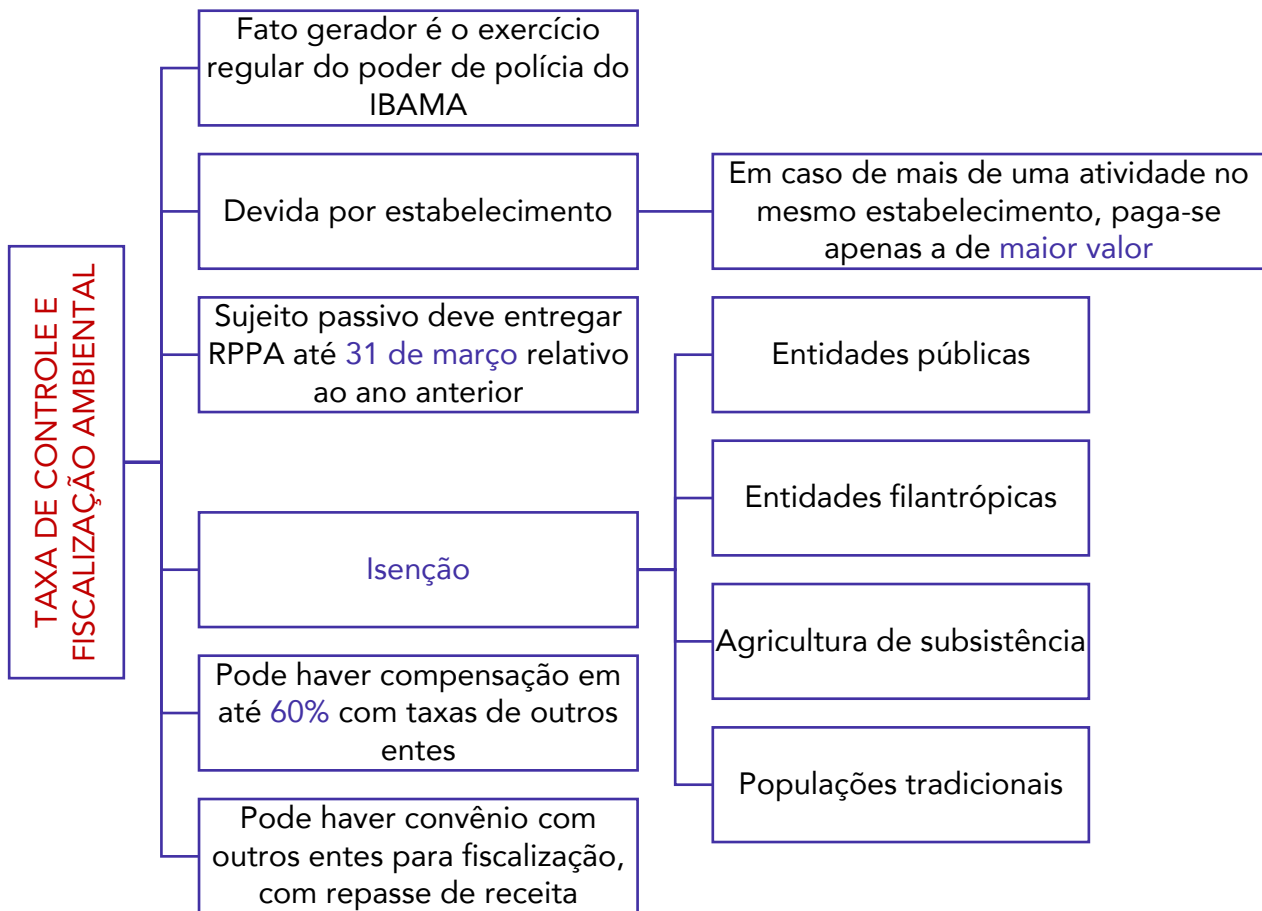 TAXA DE CONTROLE E
FISCALIZAÇÃO AMBIENTAL
Fato gerador é o exercício
regular do poder de polícia do
IBAMA
Devida por estabelecimento
Em caso de mais de uma atividade no
mesmo estabelecimento, paga-se
apenas a de maior valor
Sujeito passivo deve entregar
RPPA até 31 de março relativo
ao ano anterior
Isenção
Entidades públicas
Entidades filantrópicas
Agricultura de subsistência
Populações tradicionais
Pode haver compensação em
até 60% com taxas de outros
entes
Pode haver convênio com
outros entes para fiscalização,
com repasse de receita